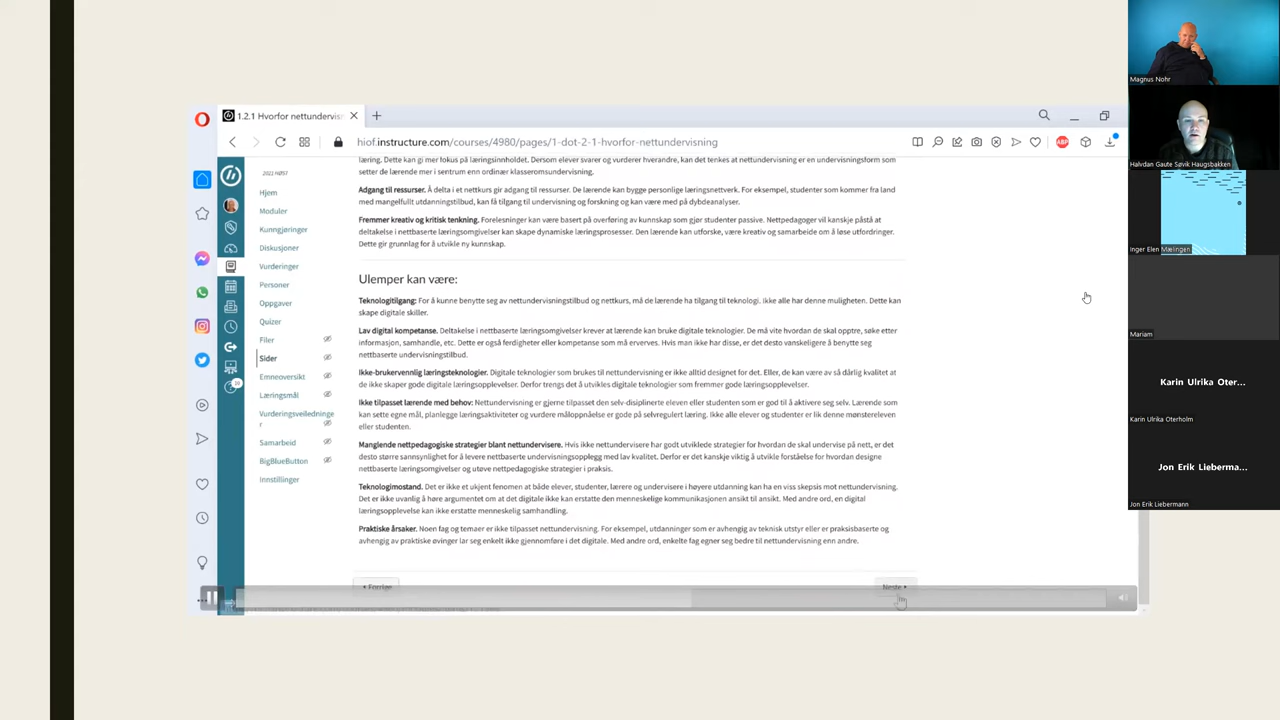 Magnus Nohr
1.2.1 Hvorfor nettundervisn
hiof.instructure.com/courses/4980/pages/1-dot-2-1-hvorfor-nettundervisning
ABP
Halvdan Gaute Søvik Haugsbakken
2021 HØST
Hjem
Moduler
Kunngjøringer
Diskusjoner
Vurderinger
Personer
Oppgaver
Quizer
Filer
Sider
Emneoversikt
Læringsmål
Vurderingsveiledninge
r
Samarbeid
BigBlueButton
Innstillinger
læring. Dette kan gi mer fokus på læringsinnholdet. Dersom elever svarer og vurderer hverandre, kan det tenkes at nettundervisning er en undervisningsform som
setter de lærende mer i sentrum enn ordinær klasseromsundervisning.
Adgang til ressurser. Å delta i et nettkurs gir adgang til ressurser. De lærende kan bygge personlige læringsnettverk. For eksempel, studenter som kommer fra land
med mangelfullt utdanningstilbud, kan få tilgang til undervisning og forskning og kan være med på dybdeanalyser.
Fremmer kreativ og kritisk tenkning. Forelesninger kan være basert på overføring av kunnskap som gjør studenter passive. Nettpedagoger vil kanskje påstå at
deltakelse i nettbaserte læringsomgivelser kan skape dynamiske læringsprosesser. Den lærende kan utforske, være kreativ og samarbeide om å løse utfordringer.
Dette gir grunnlag for å utvikle ny kunnskap.
Ulemper kan være:
Teknologitilgang: For å kunne benytte seg av nettundervisningstilbud og nettkurs, må de lærende ha tilgang til teknologi. Ikke alle har denne muligheten. Dette kan
skape digitale skiller.
Lav digital kompetanse. Deltakelse i nettbaserte læringsomgivelser krever at lærende kan bruke digitale teknologier. De må vite hvordan de skal opptre, søke etter
informasjon, samhandle, etc. Dette er også ferdigheter eller kompetanse som må erverves. Hvis man ikke har disse, er det desto vanskeligere å benytte seg
nettbaserte undervisningstilbud.
Ikke-brukervennlig læringsteknologier. Digitale teknologier som brukes til nettundervisning er ikke alltid designet for det. Eller, de kan være av så dårlig kvalitet at
de ikke skaper gode digitale læringsopplevelser. Derfor trengs det å utvikles digitale teknologier som fremmer gode læringsopplevelser.
Ikke tilpasset lærende med behov: Nettundervisning er gjerne tilpasset den selv-disiplinerte eleven eller studenten som er god til å aktivere seg selv. Lærende som
kan sette egne mål, planlegge læringsaktiviteter og vurdere måloppnåelse er gode på selvregulert læring. Ikke alle elever og studenter er lik denne mønstereleven
eller studenten.
Manglende nettpedagogiske strategier blant nettundervisere. Hvis ikke nettundervisere har godt utviklede strategier for hvordan de skal undervise på nett, er det
desto større sannsynlighet for å levere nettbaserte undervisningsopplegg med lav kvalitet. Derfor er det kanskje viktig å utvikle forståelse for hvordan designe
nettbaserte læringsomgivelser og utøve nettpedagogiske strategier i praksis.
Teknologimostand. Det er ikke et ukjent fenomen at både elever, studenter, lærere og undervisere i høyere utdanning kan ha en viss skepsis mot nettundervisning.
Det er ikke uvanlig å høre argumentet om at det digitale ikke kan erstatte den menneskelige kommunikasjonen ansikt til ansikt. Med andre ord, en digital
læringsopplevelse kan ikke erstatte menneskelig samhandling.
Praktiske årsaker. Noen fag og temaer er ikke tilpasset nettundervisning. For eksempel, utdanninger som er avhengig av teknisk utstyr eller er praksisbaserte og
avhengig av praktiske øvinger lar seg enkelt ikke gjennomføre i det digitale. Med andre ord, enkelte fag egner seg bedre til nettundervisning enn andre.
Forrige
Neste
Inger Elen Mælingen
Mariam
Karin Ulrika Oter...
Karin Ulrika Oterholm
Jon Erik Lieberma...
Jon Erik Liebermann